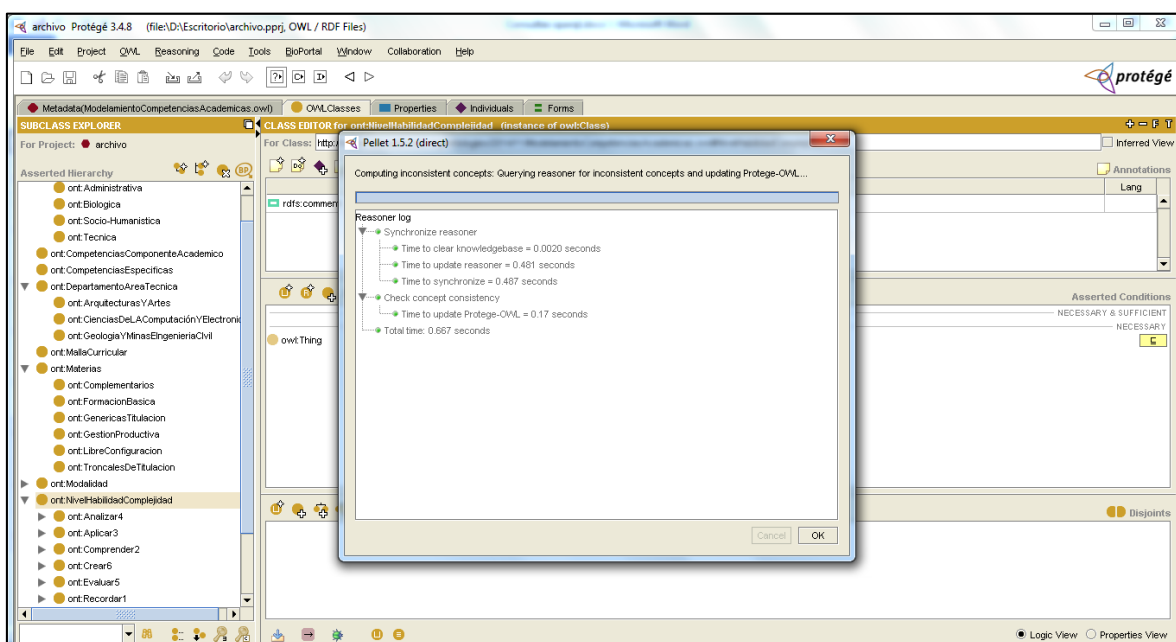 archivo Protégé 3.4.8 (file:\D:\Escritorio\archivo.pprj, OWL / RDF Files)
File Edit Project OWL Reasoning Code Tools BioPortal Window Collaboration Help
protégé
Metadata(ModelamientoCompetenciasAcademicas.owl) OWLClasses Properties Individuals Forms
SUBCLASS EXPLORER
For Project: archivo
Asserted Hierarchy
ont:Administrativa
ont:Biologica
ont:Socio-Humanistica
ont:Tecnica
ont:CompetenciasComponenteAcademico
ont:CompetenciasEspecificas
ont:DepartamentoAreaTecnica
ont:ArquitecturasYArtes
ont:CienciasDeLAComputaciónYElectronic
ont:GeologiaYMinasEIngenieriaCivil
ont:MallaCurricular
ont:Materias
ont:Complementarios
ont:FormacionBasica
ont:GenericasTitulacion
ont:GestionProductiva
ont:LibreConfiguracion
ont:TroncalesDeTitulacion
ont:Modalidad
ont:NivelHabilidadComplejidad
ont:Analizar4
ont:Aplicar3
ont:Comprender2
ont:Crear6
ont:Evaluar5
ont:Recordar1
CLASS EDITOR for ont:NivelHabilidadComplejidad (instance of owl:Class)
For Class: http:/
Inferred View
Annotations
Lang
rdfs:commen
Asserted Conditions
NECESSARY & SUFFICIENT
NECESSARY
owl:Thing
Disjoints
Logic View Properties View
Pellet 1.5.2 (direct)
Computing inconsistent concepts: Querying reasoner for inconsistent concepts and updating Protege-OWL...
Reasoner log
Synchronize reasoner
Time to clear knowledgebase = 0.0020 seconds
Time to update reasoner = 0.481 seconds
Time to synchronize = 0.487 seconds
Check concept consistency
Time to update Protege-OWL = 0.17 seconds
Total time: 0.667 seconds
Cancel OK